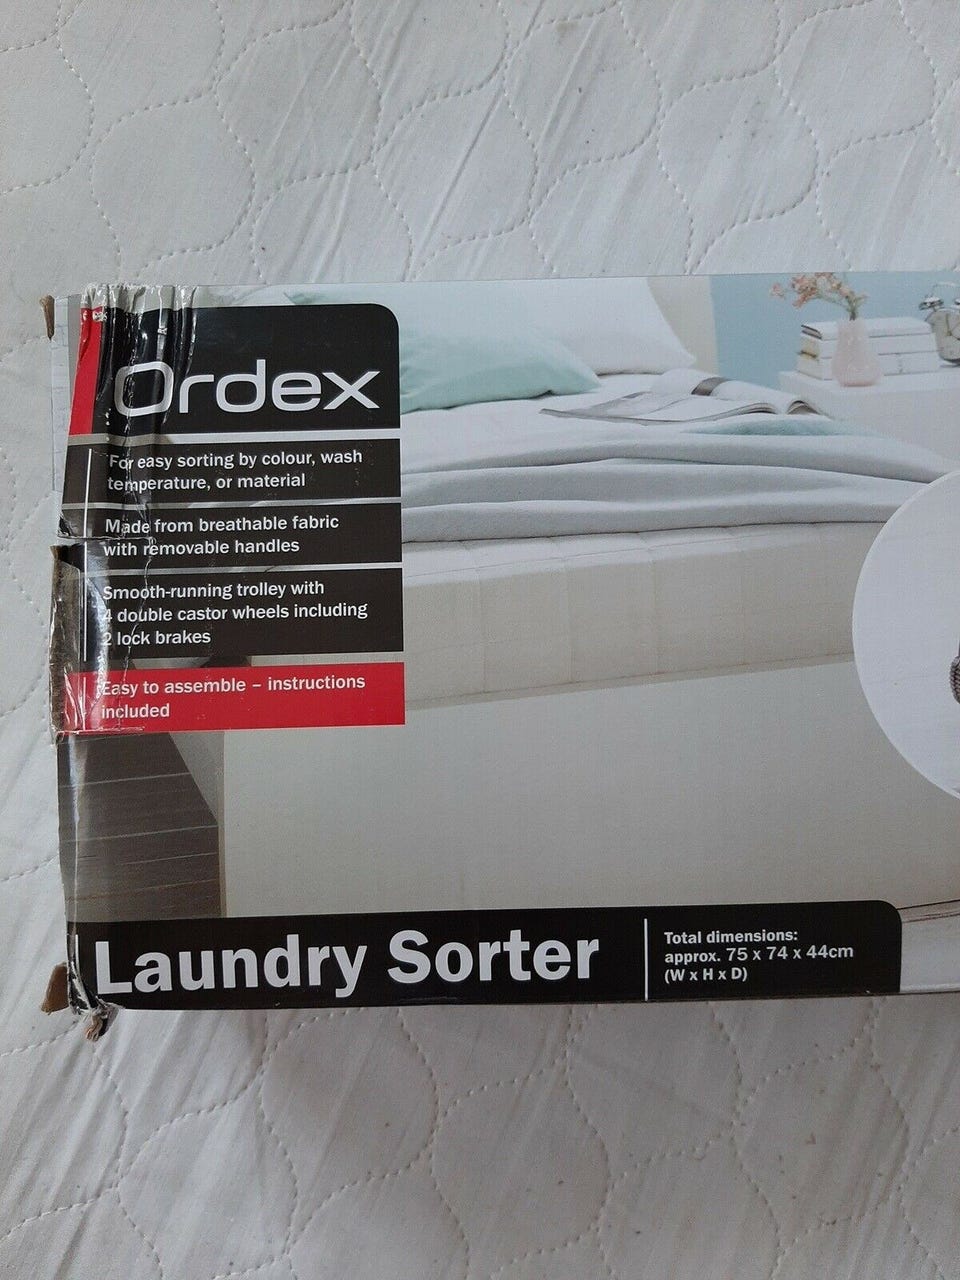 Ordex
For easy sorting by colour, wash
temperature, or material
Made from breathable fabric
with removable handles
Smooth-running trolley with
4 double castor wheels including
2 lock brakes
Easy to assemble – instructions
included
Laundry Sorter
Total dimensions:
approx. 75 x 74 x 44cm
(W x H x D)